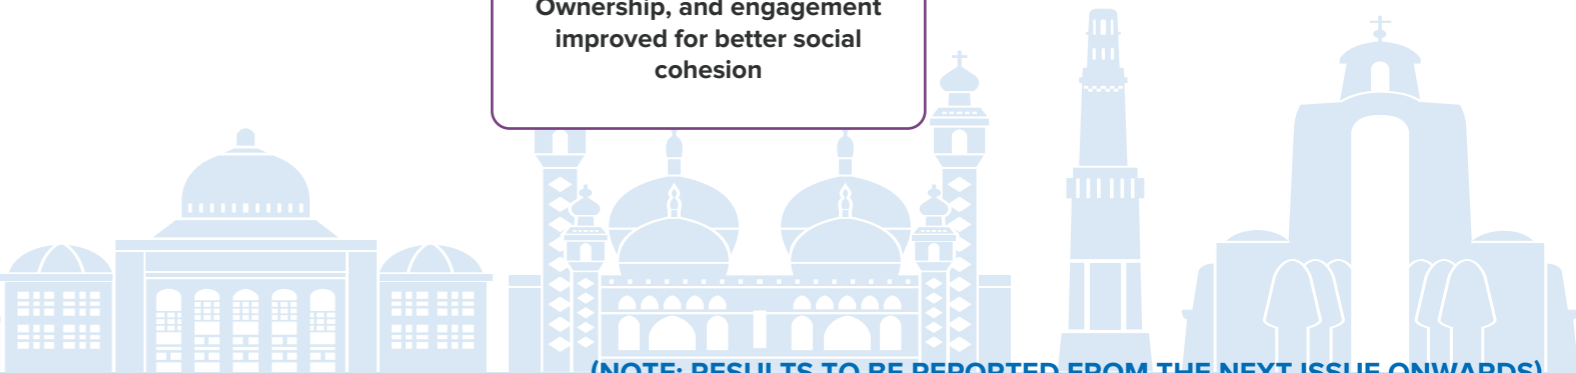 Ownership, and engagement
improved for better social
cohesion
(NOTE: RESULTS TO BE REPORTED FROM THE NEXT ISSUE ONWARDS)